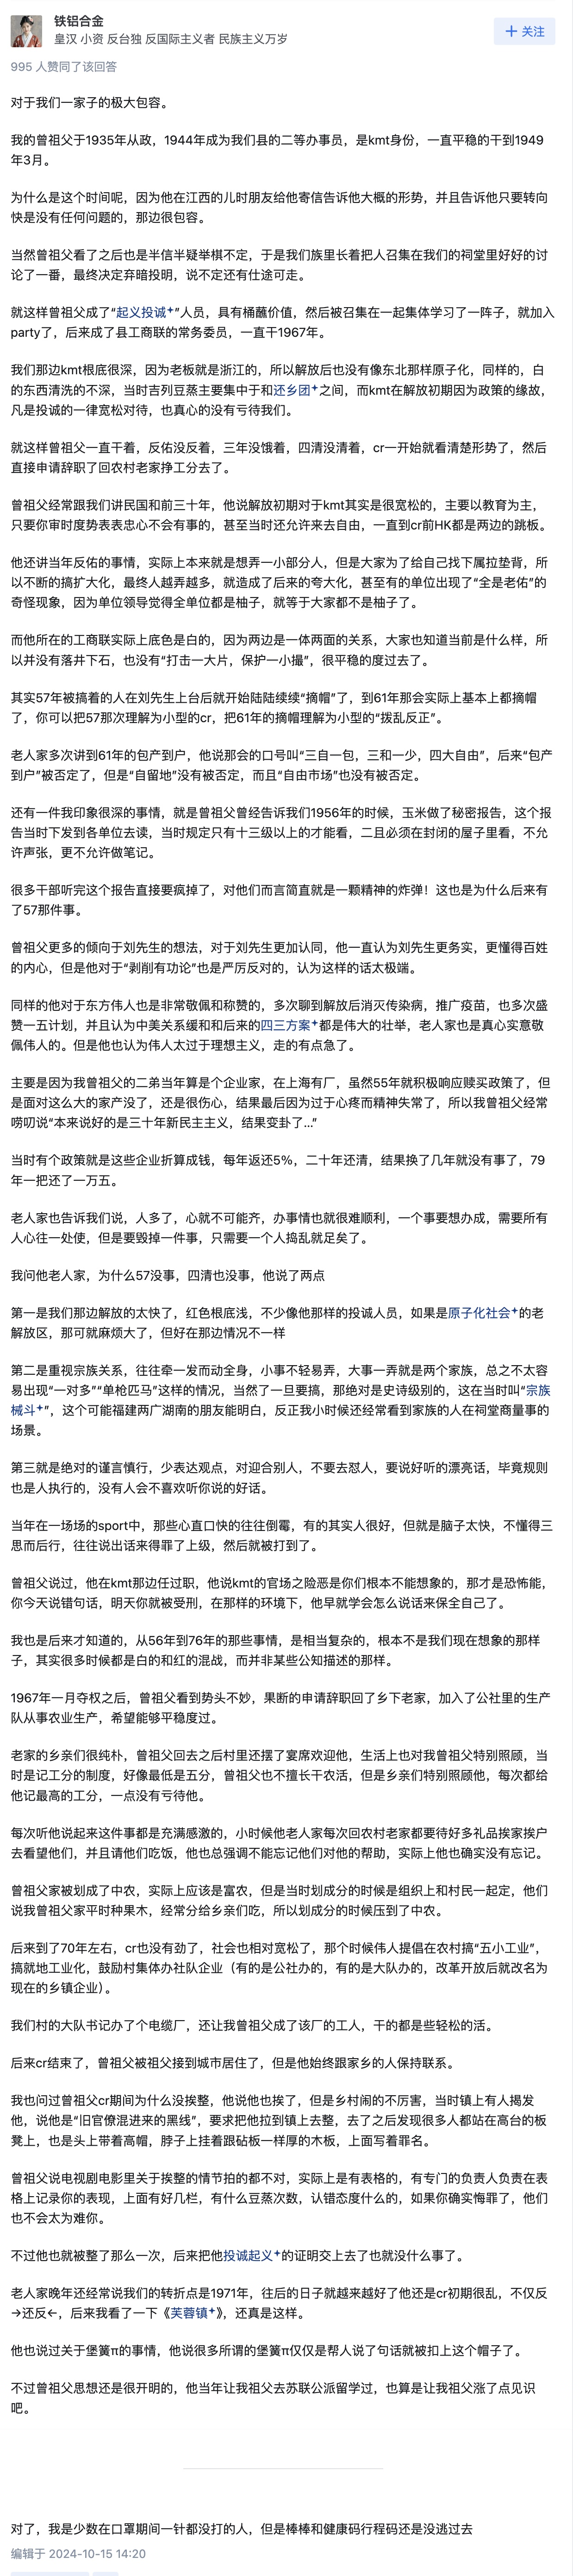 铁铝合金
皇汉 小资 反台独 反国际主义者 民族主义万岁
＋ 关注
995 人赞同了该回答
对于我们一家子的极大包容。
我的曾祖父于1935年从政，1944年成为我们县的二等办事员，是kmt身份，一直平稳的干到1949
年3月。
为什么是这个时间呢，因为他在江西的儿时朋友给他寄信告诉他大概的形势，并且告诉他只要转向
快是没有任何问题的，那边很包容。
当然曾祖父看了之后也是半信半疑举棋不定，于是我们族里长着把人召集在我们的祠堂里好好的讨
论了一番，最终决定弃暗投明，说不定还有仕途可走。
就这样曾祖父成了“起义投诚”人员，具有桶蘸价值，然后被召集在一起集体学习了一阵子，就加入
party了，后来成了县工商联的常务委员，一直干1967年。
我们那边kmt根底很深，因为老板就是浙江的，所以解放后也没有像东北那样原子化，同样的，白
的东西清洗的不深，当时吉列豆蒸主要集中于和还乡团之间，而kmt在解放初期因为政策的缘故，
凡是投诚的一律宽松对待，也真心的没有亏待我们。
就这样曾祖父一直干着，反佑没反着，三年没饿着，四清没清着，cr一开始就看清楚形势了，然后
直接申请辞职了回农村老家挣工分去了。
曾祖父经常跟我们讲民国和前三十年，他说解放初期对于kmt其实是很宽松的，主要以教育为主，
只要你审时度势表表忠心不会有事的，甚至当时还允许来去自由，一直到cr前HK都是两边的跳板。
他还讲当年反佑的事情，实际上本来就是想弄一小部分人，但是大家为了给自己找下属拉垫背，所
以不断的搞扩大化，最终人越弄越多，就造成了后来的夸大化，甚至有的单位出现了“全是老佑”的
奇怪现象，因为单位领导觉得全单位都是柚子，就等于大家都不是柚子了。
而他所在的工商联实际上底色是白的，因为两边是一体两面的关系，大家也知道当前是什么样，所
以并没有落井下石，也没有“打击一大片，保护一小撮”，很平稳的度过去了。
其实57年被搞着的人在刘先生上台后就开始陆陆续续“摘帽”了，到61年那会实际上基本上都摘帽
了，你可以把57那次理解为小型的cr，把61年的摘帽理解为小型的“拨乱反正”。
老人家多次讲到61年的包产到户，他说那会的口号叫“三自一包，三和一少，四大自由”，后来“包产
到户”被否定了，但是“自留地”没有被否定，而且“自由市场”也没有被否定。
还有一件我印象很深的事情，就是曾祖父曾经告诉我们1956年的时候，玉米做了秘密报告，这个报
告当时下发到各单位去读，当时规定只有十三级以上的才能看，二且必须在封闭的屋子里看，不允
许声张，更不允许做笔记。
很多干部听完这个报告直接要疯掉了，对他们而言简直就是一颗精神的炸弹！这也是为什么后来有
了57那件事。
曾祖父更多的倾向于刘先生的想法，对于刘先生更加认同，他一直认为刘先生更务实，更懂得百姓
的内心，但是他对于“剥削有功论”也是严厉反对的，认为这样的话太极端。
同样的他对于东方伟人也是非常敬佩和称赞的，多次聊到解放后消灭传染病，推广疫苗，也多次盛
赞一五计划，并且认为中美关系缓和和后来的四三方案都是伟大的壮举，老人家也是真心实意敬
佩伟人的。但是他也认为伟人太过于理想主义，走的有点急了。
主要是因为我曾祖父的二弟当年算是个企业家，在上海有厂，虽然55年就积极响应赎买政策了，但
是面对这么大的家产没了，还是很伤心，结果最后因为过于心疼而精神失常了，所以我曾祖父经常
唠叨说“本来说好的是三十年新民主主义，结果变卦了...”
当时有个政策就是这些企业折算成钱，每年返还5%，二十年还清，结果换了几年就没有事了，79
年一把还了一万五。
老人家也告诉我们说，人多了，心就不可能齐，办事情也就很难顺利，一个事要想办成，需要所有
人心往一处使，但是要毁掉一件事，只需要一个人捣乱就足矣了。
我问他老人家，为什么57没事，四清也没事，他说了两点
第一是我们那边解放的太快了，红色根底浅，不少像他那样的投诚人员，如果是原子化社会的老
解放区，那可就麻烦大了，但好在那边情况不一样
第二是重视宗族关系，往往牵一发而动全身，小事不轻易弄，大事一弄就是两个家族，总之不太容
易出现“一对多”“单枪匹马”这样的情况，当然了一旦要搞，那绝对是史诗级别的，这在当时叫“宗族
械斗”，这个可能福建两广湖南的朋友能明白，反正我小时候还经常看到家族的人在祠堂商量事的
场景。
第三就是绝对的谨言慎行，少表达观点，对迎合别人，不要去怼人，要说好听的漂亮话，毕竟规则
也是人执行的，没有人会不喜欢听你说的好话。
当年在一场场的sport中，那些心直口快的往往倒霉，有的其实人很好，但就是脑子太快，不懂得三
思而后行，往往说出话来得罪了上级，然后就被打到了。
曾祖父说过，他在kmt那边任过职，他说kmt的官场之险恶是你们根本不能想象的，那才是恐怖能，
你今天说错句话，明天你就被受刑，在那样的环境下，他早就学会怎么说话来保全自己了。
我也是后来才知道的，从56年到76年的那些事情，是相当复杂的，根本不是我们现在想象的那样
子，其实很多时候都是白的和红的混战，而并非某些公知描述的那样。
1967年一月夺权之后，曾祖父看到势头不妙，果断的申请辞职回了乡下老家，加入了公社里的生产
队从事农业生产，希望能够平稳度过。
老家的乡亲们很纯朴，曾祖父回去之后村里还摆了宴席欢迎他，生活上也对我曾祖父特别照顾，当
时是记工分的制度，好像最低是五分，曾祖父也不擅长干农活，但是乡亲们特别照顾他，每次都给
他记最高的工分，一点没有亏待他。
每次听他说起来这件事都是充满感激的，小时候他老人家每次回农村老家都要待好多礼品挨家挨户
去看望他们，并且请他们吃饭，他也总强调不能忘记他们对他的帮助，实际上他也确实没有忘记。
曾祖父家被划成了中农，实际上应该是富农，但是当时划成分的时候是组织上和村民一起定，他们
说我曾祖父家平时种果木，经常分给乡亲们吃，所以划成分的时候压到了中农。
后来到了70年左右，cr也没有劲了，社会也相对宽松了，那个时候伟人提倡在农村搞“五小工业”，
搞就地工业化，鼓励村集体办社队企业（有的是公社办的，有的是大队办的，改革开放后就改名为
现在的乡镇企业）。
我们村的大队书记办了个电缆厂，还让我曾祖父成了该厂的工人，干的都是些轻松的活。
后来cr结束了，曾祖父被祖父接到城市居住了，但是他始终跟家乡的人保持联系。
我也问过曾祖父cr期间为什么没挨整，他说他也挨了，但是乡村闹的不厉害，当时镇上有人揭发
他，说他是“旧官僚混进来的黑线”，要求把他拉到镇上去整，去了之后发现很多人都站在高台的板
凳上，也是头上带着高帽，脖子上挂着跟砧板一样厚的木板，上面写着罪名。
曾祖父说电视剧电影里关于挨整的情节拍的都不对，实际上是有表格的，有专门的负责人负责在表
格上记录你的表现，上面有好几栏，有什么豆蒸次数，认错态度什么的，如果你确实悔罪了，他们
也不会太为难你。
不过他也就被整了那么一次，后来把他投诚起义的证明交上去了也就没什么事了。
老人家晚年还经常说我们的转折点是1971年，往后的日子就越来越好了他还是cr初期很乱，不仅反
→还反←，后来我看了一下《芙蓉镇》，还真是这样。
他也说过关于堡簧π的事情，他说很多所谓的堡簧π仅仅是帮人说了句话就被扣上这个帽子了。
不过曾祖父思想还是很开明的，他当年让我祖父去苏联公派留学过，也算是让我祖父涨了点见识
吧。
对了，我是少数在口罩期间一针都没打的人，但是棒棒和健康码行程码还是没逃过去
编辑于 2024-10-15 14:20